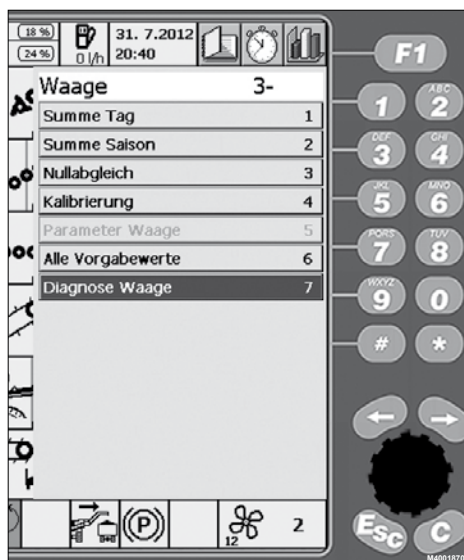 18 %
24 %
0 l/h
31. 7.2012
20:40
Waage 3-
Summe Tag 1
Summe Saison 2
Nullabgleich 3
Kalibrierung 4
Parameter Waage 5
Alle Vorgabewerte 6
Diagnose Waage 7
(P)
12
2
F1
1 ABC 2
DEF 3 GHI 4
JKL 5 MNO 6
PQRS 7 TUV 8
WXYZ 9 0
# *
Esc C
M4001870